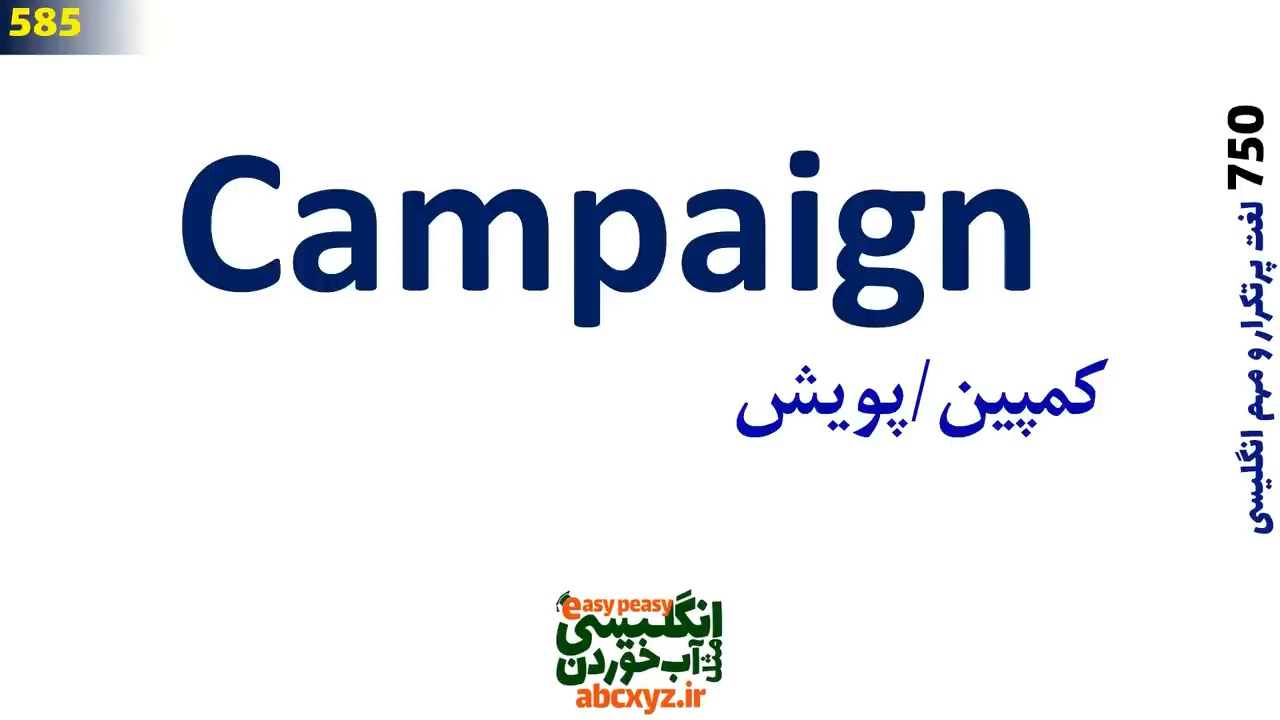 585
Campaign
کمپین/پویش
750 لغت پرتکرار و مهم انگلیسی
easy peasy
انگلیسی
مثل آب خوردن
abcxyz.ir